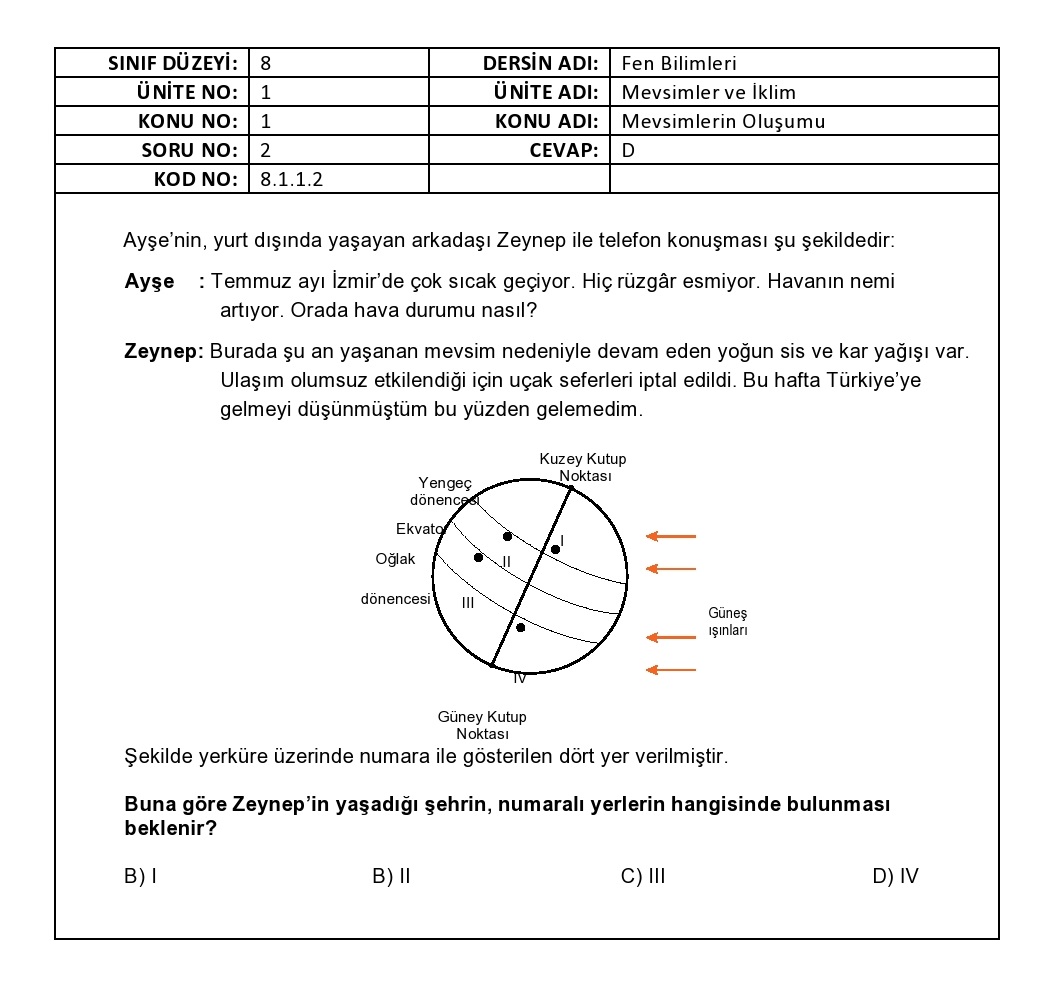 SINIF DÜZEYİ: 8 DERSİN ADI: Fen Bilimleri
ÜNİTE NO: 1 ÜNİTE ADI: Mevsimler ve İklim
KONU NO: 1 KONU ADI: Mevsimlerin Oluşumu
SORU NO: 2 CEVAP: D
KOD NO: 8.1.1.2
Ayşe’nin, yurt dışında yaşayan arkadaşı Zeynep ile telefon konuşması şu şekildedir:
Ayşe : Temmuz ayı İzmir’de çok sıcak geçiyor. Hiç rüzgâr esmiyor. Havanın nemi
artıyor. Orada hava durumu nasıl?
Zeynep: Burada şu an yaşanan mevsim nedeniyle devam eden yoğun sis ve kar yağışı var.
Ulaşım olumsuz etkilendiği için uçak seferleri iptal edildi. Bu hafta Türkiye’ye
gelmeyi düşünmüştüm bu yüzden gelemedim.
Kuzey Kutup
Noktası
Yengeç
dönencesi
Ekvator
Oğlak
dönencesi
I
II
III
IV
Güneş
ışınları
Güney Kutup
Noktası
Şekilde yerküre üzerinde numara ile gösterilen dört yer verilmiştir.
Buna göre Zeynep’in yaşadığı şehrin, numaralı yerlerin hangisinde bulunması
beklenir?
B) I B) II C) III D) IV